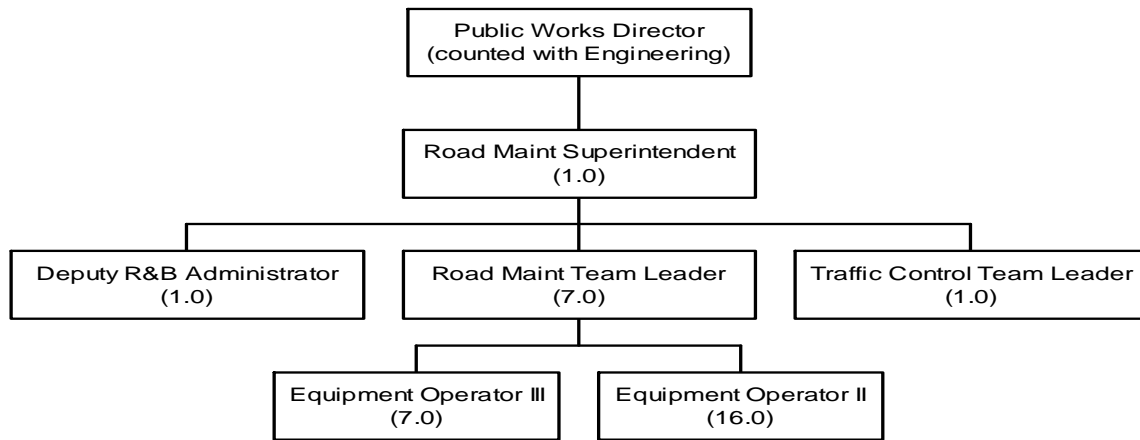 Public Works Director
(counted with Engineering)
Road Maint Superintendent
(1.0)
Deputy R&B Administrator
(1.0)
Road Maint Team Leader
(7.0)
Traffic Control Team Leader
(1.0)
Equipment Operator III
(7.0)
Equipment Operator II
(16.0)